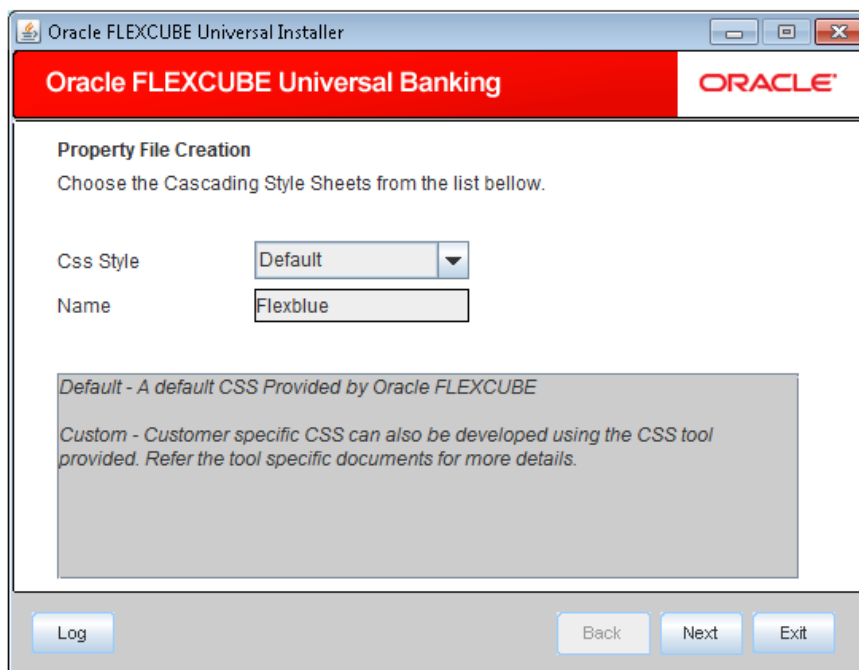 Oracle FLEXCUBE Universal Installer
Oracle FLEXCUBE Universal Banking
ORACLE
Property File Creation
Choose the Cascading Style Sheets from the list bellow.
Css Style
Default
Name
Flexblue
Default - A default CSS Provided by Oracle FLEXCUBE
Custom - Customer specific CSS can also be developed using the CSS tool
provided. Refer the tool specific documents for more details.
Log
Back
Next
Exit